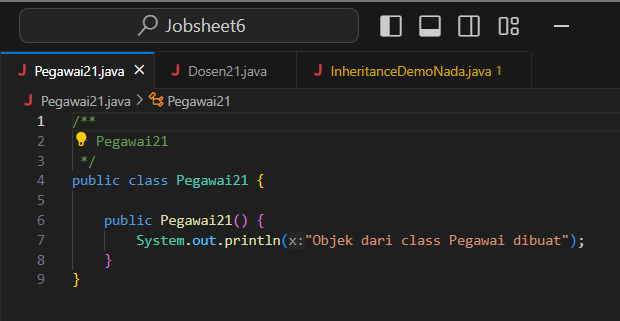 Jobsheet6
J Pegawai21.java × J Dosen21.java J InheritanceDemoNada.java 1
J Pegawai21.java > Pegawai21
1 /**
2 Pegawai21
3 */
4 public class Pegawai21 {
5
6 public Pegawai21() {
7 System.out.println(x:"Objek dari class Pegawai dibuat");
8 }
9 }